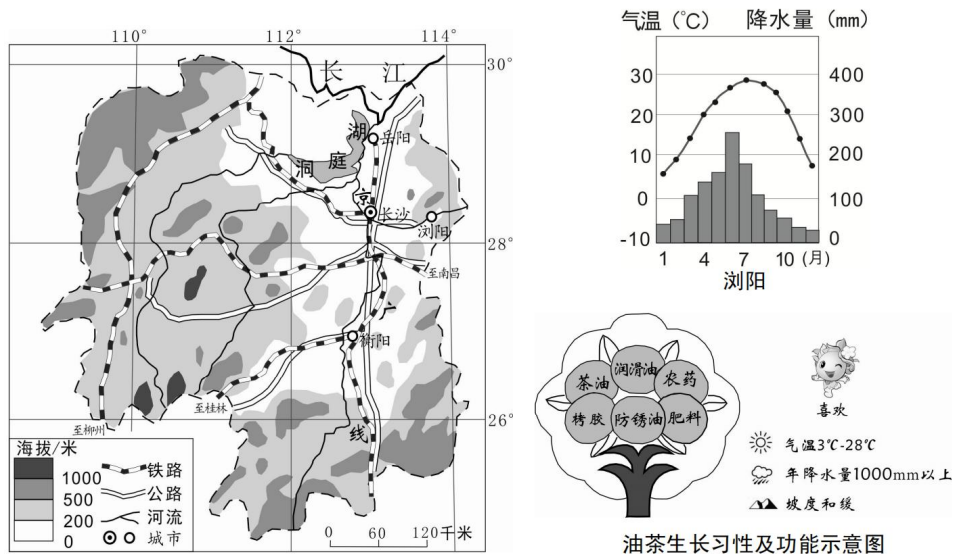 110° 112° 114°
30°
28°
26°
长 江
洞 庭 湖
岳阳
京
长沙
浏阳
至南昌
广
衡阳
至桂林
至柳州
线
海拔/米
1000
500
200
0
铁路
公路
河流
城市
0 60 120千米
气温(℃) 降水量(mm)
30 400
20 300
10 200
0 100
-10 0
1 4 7 10 (月)
浏阳
茶油 润滑油 农药
栲胶 防锈油 肥料
喜欢
气温3℃-28℃
年降水量1000mm以上
坡度和缓
油茶生长习性及功能示意图